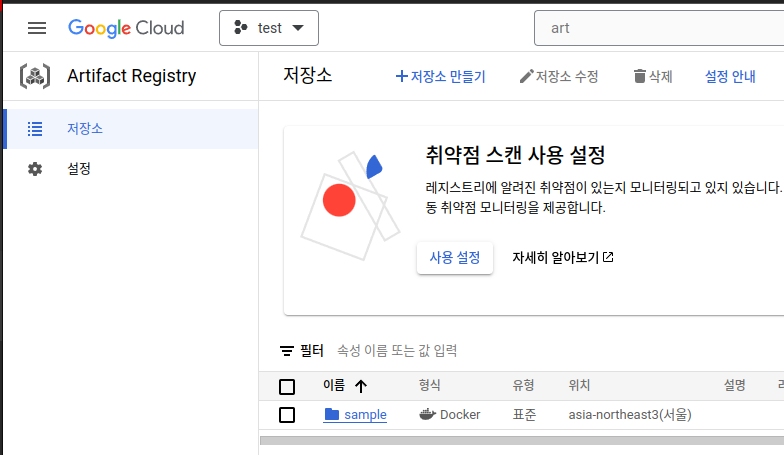 Google Cloud
test
art
Artifact Registry
저장소
저장소 만들기
저장소 수정
삭제
설정 안내
저장소
설정
취약점 스캔 사용 설정
레지스트리에 알려진 취약점이 있는지 모니터링되고 있지 있습니다.
동 취약점 모니터링을 제공합니다.
사용 설정
자세히 알아보기
필터 속성 이름 또는 값 입력
이름 형식 유형 위치 설명
sample Docker 표준 asia-northeast3(서울)